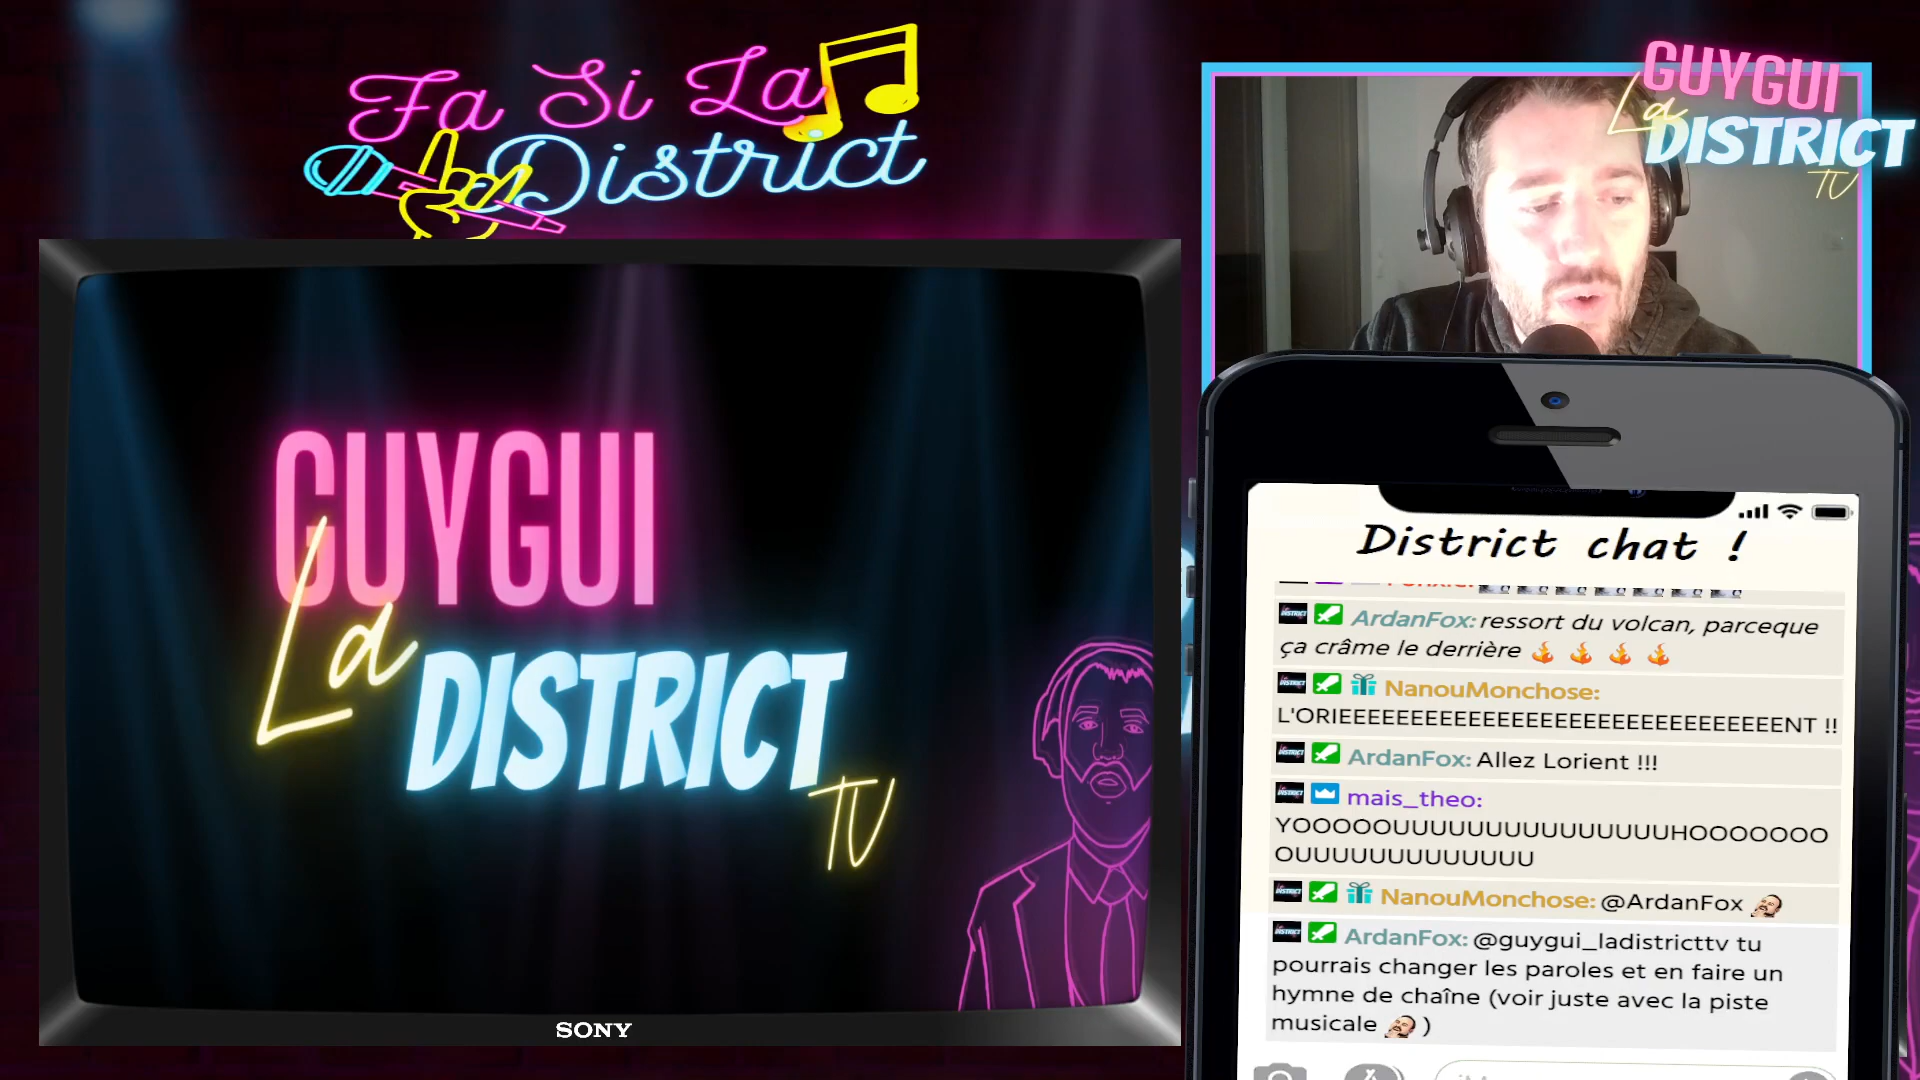 Fa Si La
District
GUYGUI
La
DISTRICT
TV
GUYGUI
La
DISTRICT
TV
SONY
District chat !
ArdanFox: ressort du volcan, parceque
ça crâme le derrière
NanouMonchose:
L'ORIEEEEEEEEEEEEEEEEEEEEEEEEEEEEEEENT !!
ArdanFox: Allez Lorient !!!
mais_theo:
YOOOOOUUUUUUUUUUUUUUUHOOOOOOO
OUUUUUUUUUUUUU
NanouMonchose: @ArdanFox
ArdanFox: @guygui_ladistricttv tu
pourrais changer les paroles et en faire un
hymne de chaîne (voir juste avec la piste
musicale )